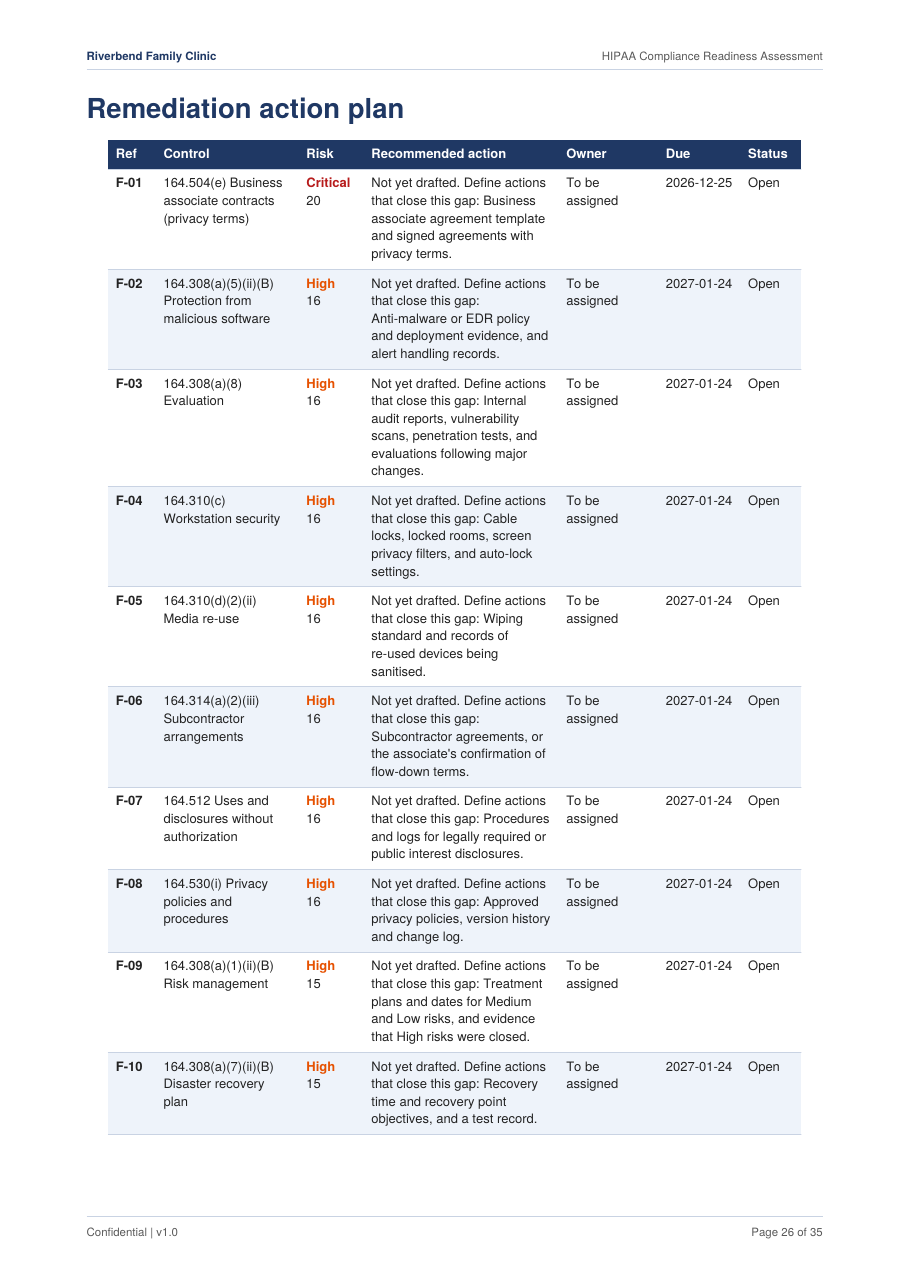 Riverbend Family Clinic
HIPAA Compliance Readiness Assessment
Remediation action plan
Ref Control Risk Recommended action Owner Due Status
F-01 164.504(e) Business Critical Not yet drafted. Define actions To be 2026-12-25 Open
associate contracts 20 that close this gap: Business assigned
(privacy terms) associate agreement template
and signed agreements with
privacy terms.
F-02 164.308(a)(5)(ii)(B) High Not yet drafted. Define actions To be 2027-01-24 Open
Protection from 16 that close this gap: assigned
malicious software Anti-malware or EDR policy
and deployment evidence, and
alert handling records.
F-03 164.308(a)(8) High Not yet drafted. Define actions To be 2027-01-24 Open
Evaluation 16 that close this gap: Internal assigned
audit reports, vulnerability
scans, penetration tests, and
evaluations following major
changes.
F-04 164.310(c) High Not yet drafted. Define actions To be 2027-01-24 Open
Workstation security 16 that close this gap: Cable assigned
locks, locked rooms, screen
privacy filters, and auto-lock
settings.
F-05 164.310(d)(2)(ii) High Not yet drafted. Define actions To be 2027-01-24 Open
Media re-use 16 that close this gap: Wiping assigned
standard and records of
re-used devices being
sanitised.
F-06 164.314(a)(2)(iii) High Not yet drafted. Define actions To be 2027-01-24 Open
Subcontractor 16 that close this gap: assigned
arrangements Subcontractor agreements, or
the associate's confirmation of
flow-down terms.
F-07 164.512 Uses and High Not yet drafted. Define actions To be 2027-01-24 Open
disclosures without 16 that close this gap: Procedures assigned
authorization and logs for legally required or
public interest disclosures.
F-08 164.530(i) Privacy High Not yet drafted. Define actions To be 2027-01-24 Open
policies and 16 that close this gap: Approved assigned
procedures privacy policies, version history
and change log.
F-09 164.308(a)(1)(ii)(B) High Not yet drafted. Define actions To be 2027-01-24 Open
Risk management 15 that close this gap: Treatment assigned
plans and dates for Medium
and Low risks, and evidence
that High risks were closed.
F-10 164.308(a)(7)(ii)(B) High Not yet drafted. Define actions To be 2027-01-24 Open
Disaster recovery 15 that close this gap: Recovery assigned
plan time and recovery point
objectives, and a test record.
Confidential | v1.0
Page 26 of 35